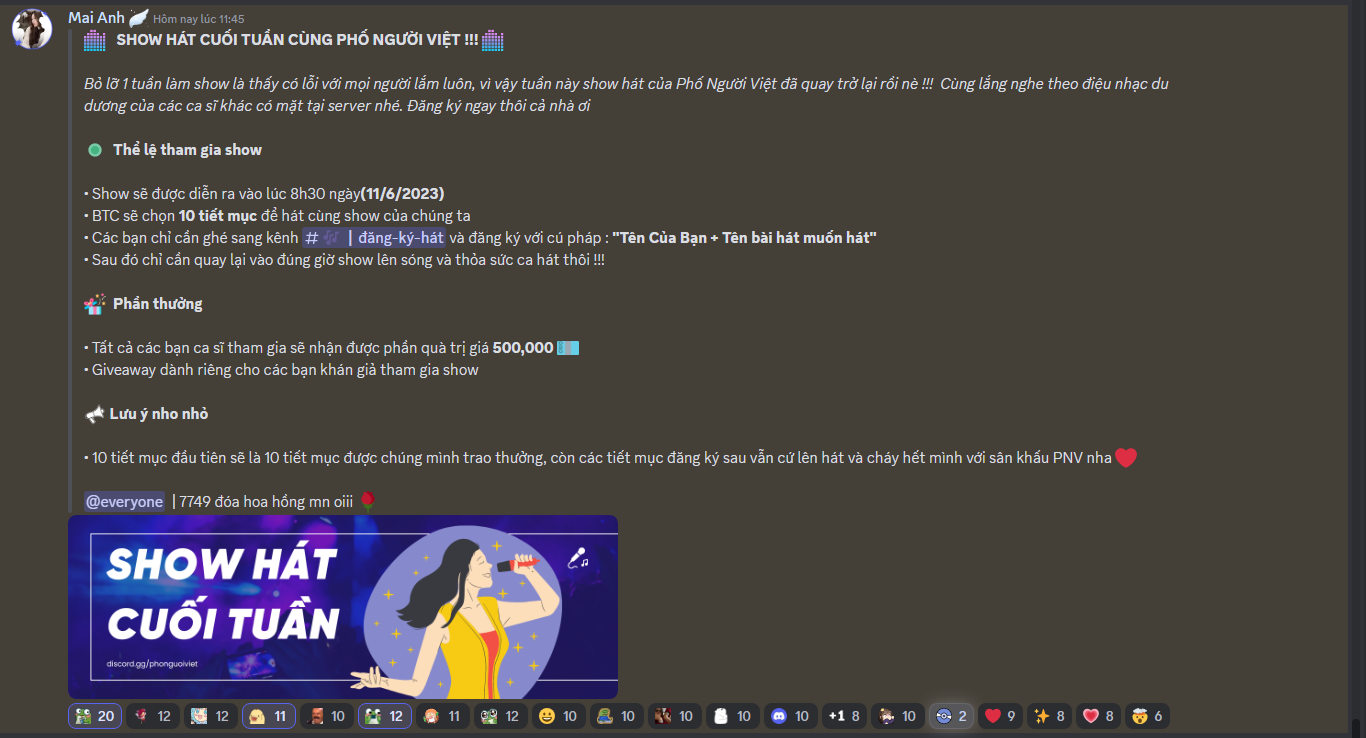 Mai Anh Hôm nay lúc 11:45
SHOW HÁT CUỐI TUẦN CÙNG PHỐ NGƯỜI VIỆT !!!
Bỏ lỡ 1 tuần làm show là thấy có lỗi với mọi người lắm luôn, vì vậy tuần này show hát của Phố Người Việt đã quay trở lại rồi nè !!! Cùng lắng nghe theo điệu nhạc du
dương của các ca sĩ khác có mặt tại server nhé. Đăng ký ngay thôi cả nhà ơi
Thể lệ tham gia show
• Show sẽ được diễn ra vào lúc 8h30 ngày(11/6/2023)
• BTC sẽ chọn 10 tiết mục để hát cùng show của chúng ta
• Các bạn chỉ cần ghé sang kênh # | đăng-ký-hát và đăng ký với cú pháp : "Tên Của Bạn + Tên bài hát muốn hát"
• Sau đó chỉ cần quay lại vào đúng giờ show lên sóng và thỏa sức ca hát thôi !!!
Phần thưởng
• Tất cả các bạn ca sĩ tham gia sẽ nhận được phần quà trị giá 500,000
• Giveaway dành riêng cho các bạn khán giả tham gia show
Lưu ý nho nhỏ
• 10 tiết mục đầu tiên sẽ là 10 tiết mục được chúng mình trao thưởng, còn các tiết mục đăng ký sau vẫn cứ lên hát và cháy hết mình với sân khấu PNV nha
@everyone | 7749 đóa hoa hồng mn oiii
SHOW HÁT
CUỐI TUẦN
discord.gg/phonguoiviet
20 12 12 11 10 12 11 12 10 10 10 10 10 +1 8 10 2 9 8 8 6